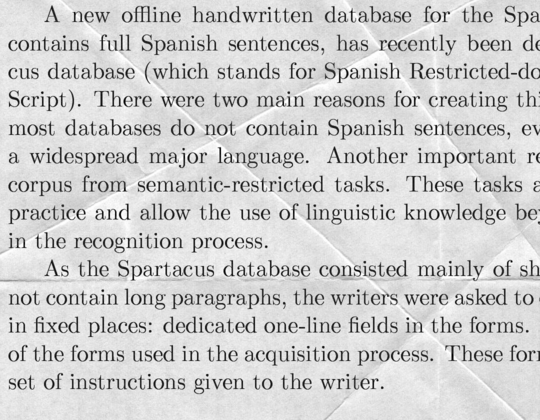 A new offline handwritten database for the Spa
contains full Spanish sentences, has recently been de
cus database (which stands for Spanish Restricted-do
Script). There were two main reasons for creating thi
most databases do not contain Spanish sentences, ev
a widespread major language. Another important re
corpus from semantic-restricted tasks. These tasks a
practice and allow the use of linguistic knowledge bey
in the recognition process.
As the Spartacus database consisted mainly of sh
not contain long paragraphs, the writers were asked to
in fixed places: dedicated one-line fields in the forms.
of the forms used in the acquisition process. These for
set of instructions given to the writer.